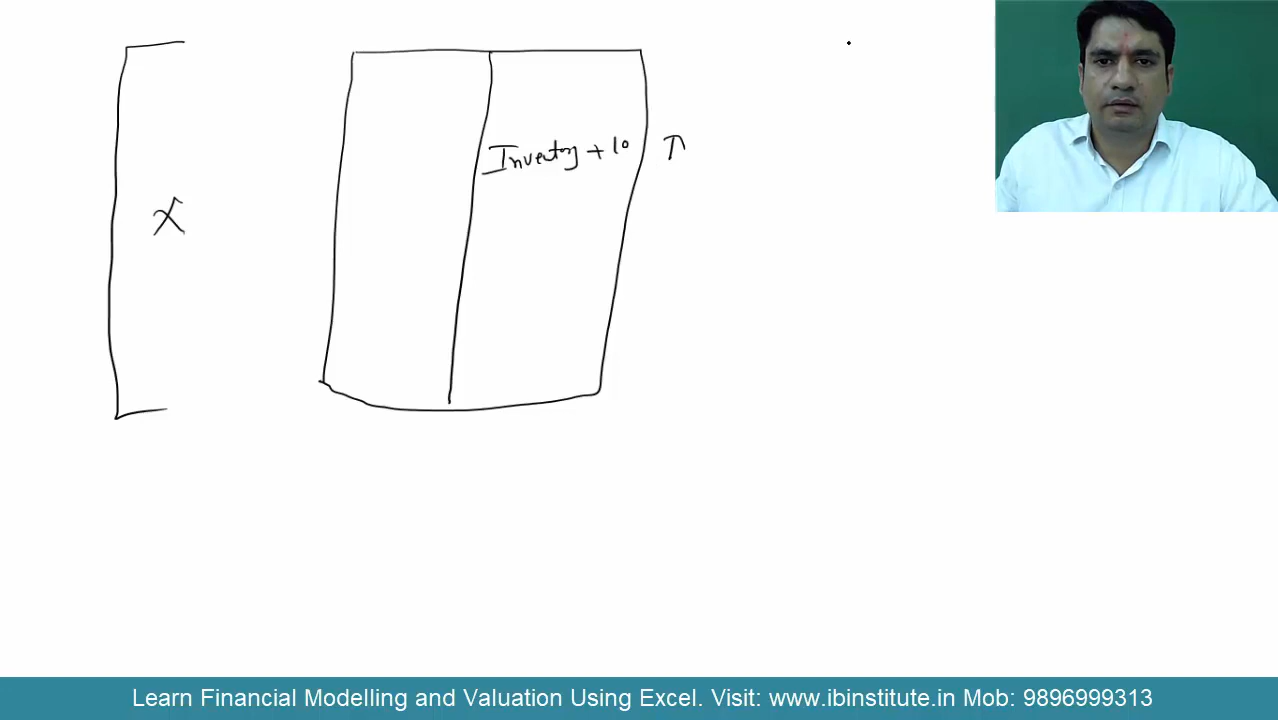 Inventory + 10 ↑
X
Learn Financial Modelling and Valuation Using Excel. Visit: www.ibinstitute.in Mob: 9896999313